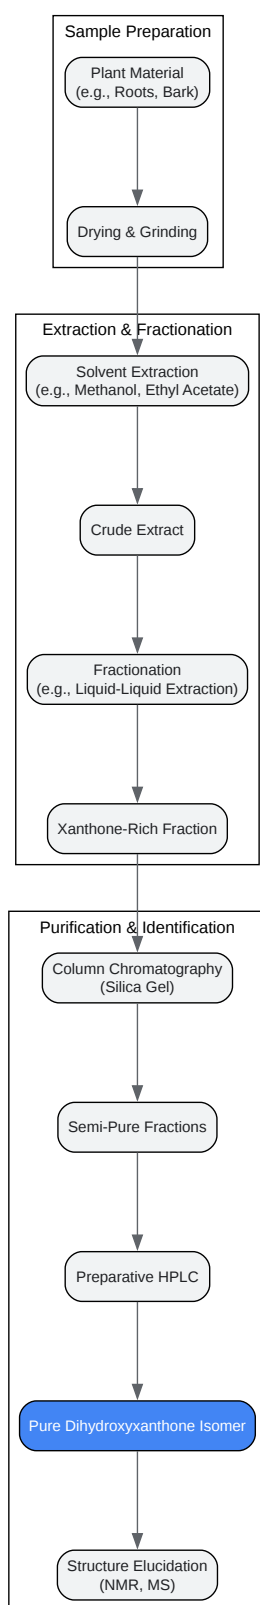 Sample Preparation
Plant Material
(e.g., Roots, Bark)
Drying & Grinding
Extraction & Fractionation
Solvent Extraction
(e.g., Methanol, Ethyl Acetate)
Crude Extract
Fractionation
(e.g., Liquid-Liquid Extraction)
Xanthone-Rich Fraction
Purification & Identification
Column Chromatography
(Silica Gel)
Semi-Pure Fractions
Preparative HPLC
Pure Dihydroxyxanthone Isomer
Structure Elucidation
(NMR, MS)